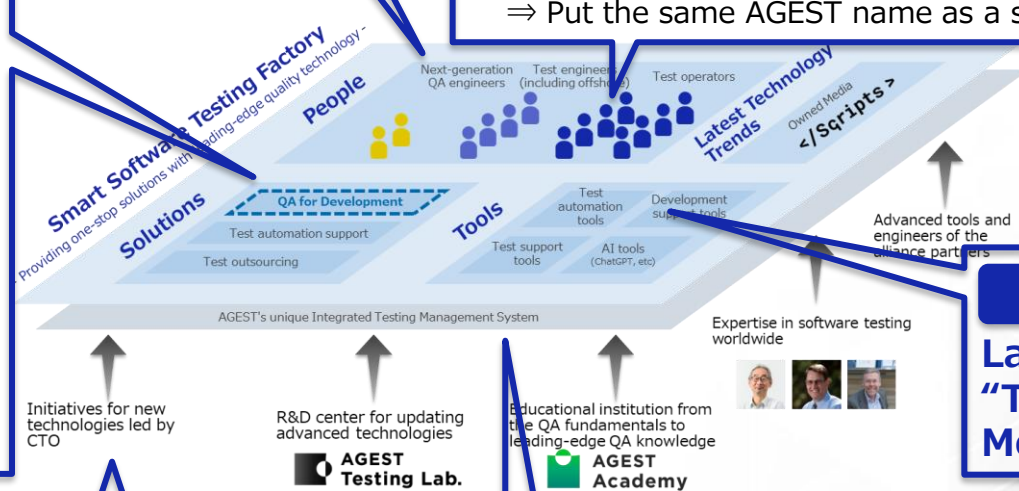 ⇒ Put the same AGEST name as a s
Smart Software Testing Factory
- Providing one-stop solutions with leading-edge quality technology -
People
Next-generation
QA engineers
Test engineers
(including offshore)
Test operators
Latest Technology
Trends
Owned Media
</Scripts>
Solutions
QA for Development
Test automation support
Test outsourcing
Tools
Test
automation
tools
Development
support tools
Test support
tools
AI tools
(ChatGPT, etc)
AGEST's unique Integrated Testing Management System
Advanced tools and
engineers of the
alliance partners
Expertise in software testing
worldwide
La
"T
Mo
Initiatives for new
technologies led by
CTO
R&D center for updating
advanced technologies
AGEST
Testing Lab.
Educational institution from
the QA fundamentals to
leading-edge QA knowledge
AGEST
Academy